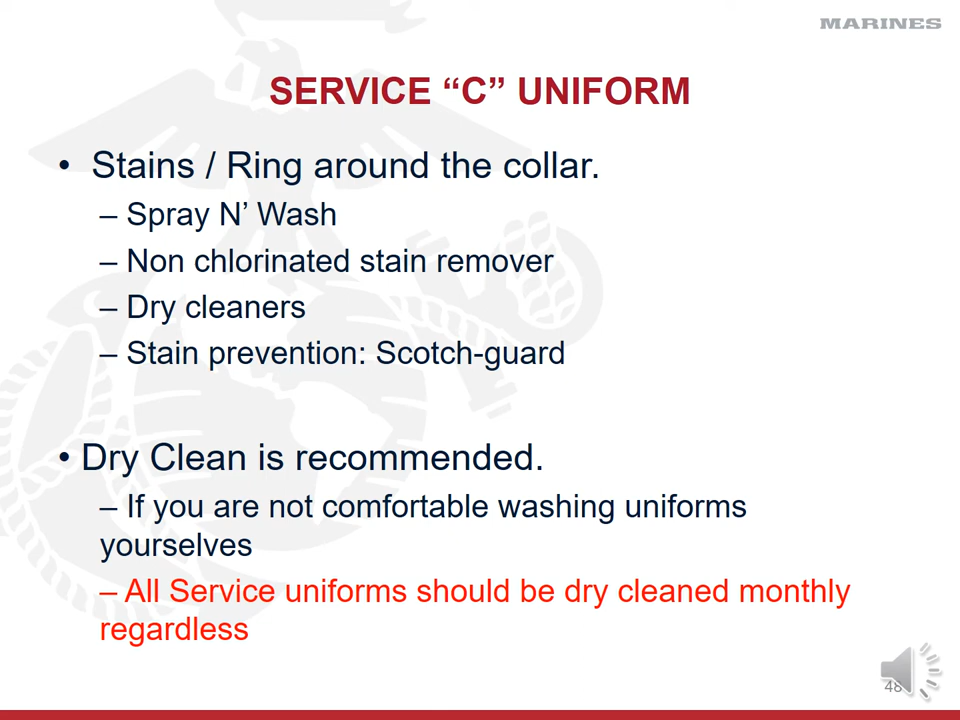 MARINES
SERVICE “C” UNIFORM
• Stains / Ring around the collar.
– Spray N’ Wash
– Non chlorinated stain remover
– Dry cleaners
– Stain prevention: Scotch-guard
• Dry Clean is recommended.
– If you are not comfortable washing uniforms
yourselves
– All Service uniforms should be dry cleaned monthly
regardless
48